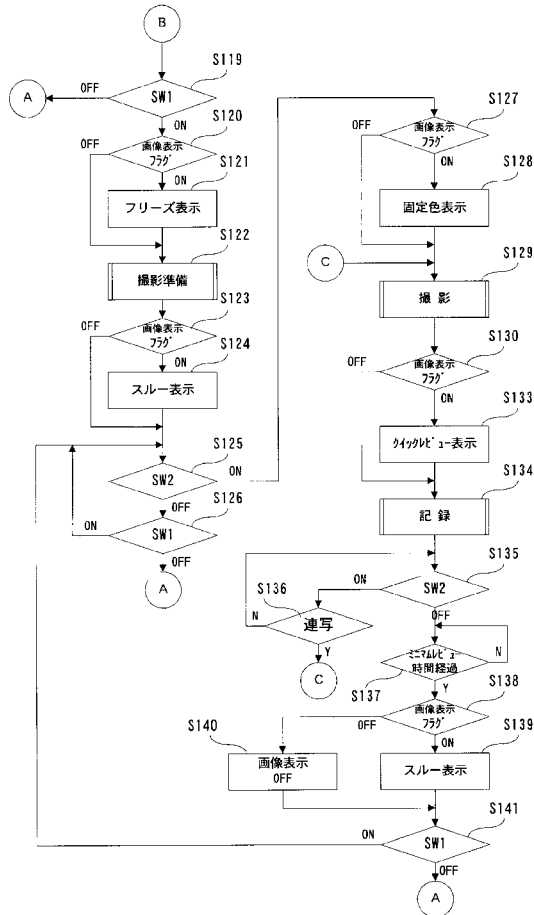 B
S119
OFF
A
SW1
ON
S120
OFF
画像表示
フラグ
S121
ON
フリーズ表示
S122
撮影準備
S123
OFF
画像表示
フラグ
S124
ON
スルー表示
S125
SW2
ON
OFF
S126
ON
SW1
OFF
A
S127
OFF
画像表示
フラグ
ON
S128
固定色表示
C
S129
撮影
S130
OFF
画像表示
フラグ
ON
S133
クイックレビュー表示
S134
記録
S135
ON
SW2
OFF
S136
N
連写
Y
C
ミニマムレビュー
時間経過
N
S137
Y
S138
画像表示
フラグ
OFF
ON
S139
S140
画像表示
OFF
スルー表示
S141
ON
SW1
OFF
A